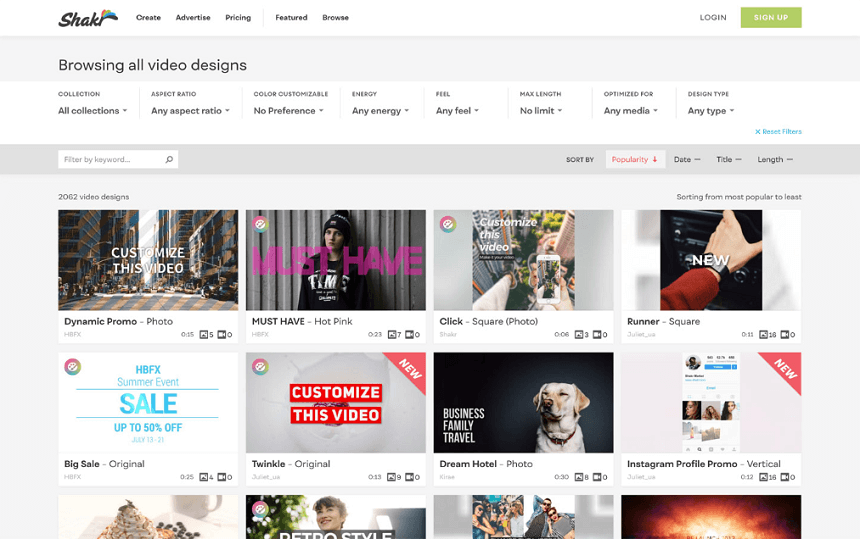 Shakr
Create Advertise Pricing Featured Browse
LOGIN SIGN UP
Browsing all video designs
COLLECTION ASPECT RATIO COLOR CUSTOMIZABLE ENERGY FEEL MAX LENGTH OPTIMIZED FOR DESIGN TYPE
All collections Any aspect ratio No Preference Any energy Any feel No limit Any media Any type
× Reset Filters
Filter by keyword... SORT BY Popularity ↓ Date — Title — Length —
2062 video designs Sorting from most popular to least
CUSTOMIZE
THIS VIDEO
MUST HAVE
Customize
this
video
Make it your video
NEW
Dynamic Promo – Photo MUST HAVE – Hot Pink Click – Square (Photo) Runner – Square
HBFX 0:15 5 0 HBFX 0:23 7 0 Shakr 0:06 3 0 Juliet_ua 0:11 16 0
HBFX
Summer Event
SALE
UP TO 50% OFF
JULY 13 - 21
NEW
CUSTOMIZE
THIS VIDEO
BUSINESS
FAMILY
TRAVEL
NEW
Big Sale – Original Twinkle – Original Dream Hotel – Photo Instagram Profile Promo – Vertical
HBFX 0:25 4 0 Juliet_ua 0:13 9 0 Kirae 0:30 8 0 Juliet_ua 0:12 16 0
RETRO STYLE